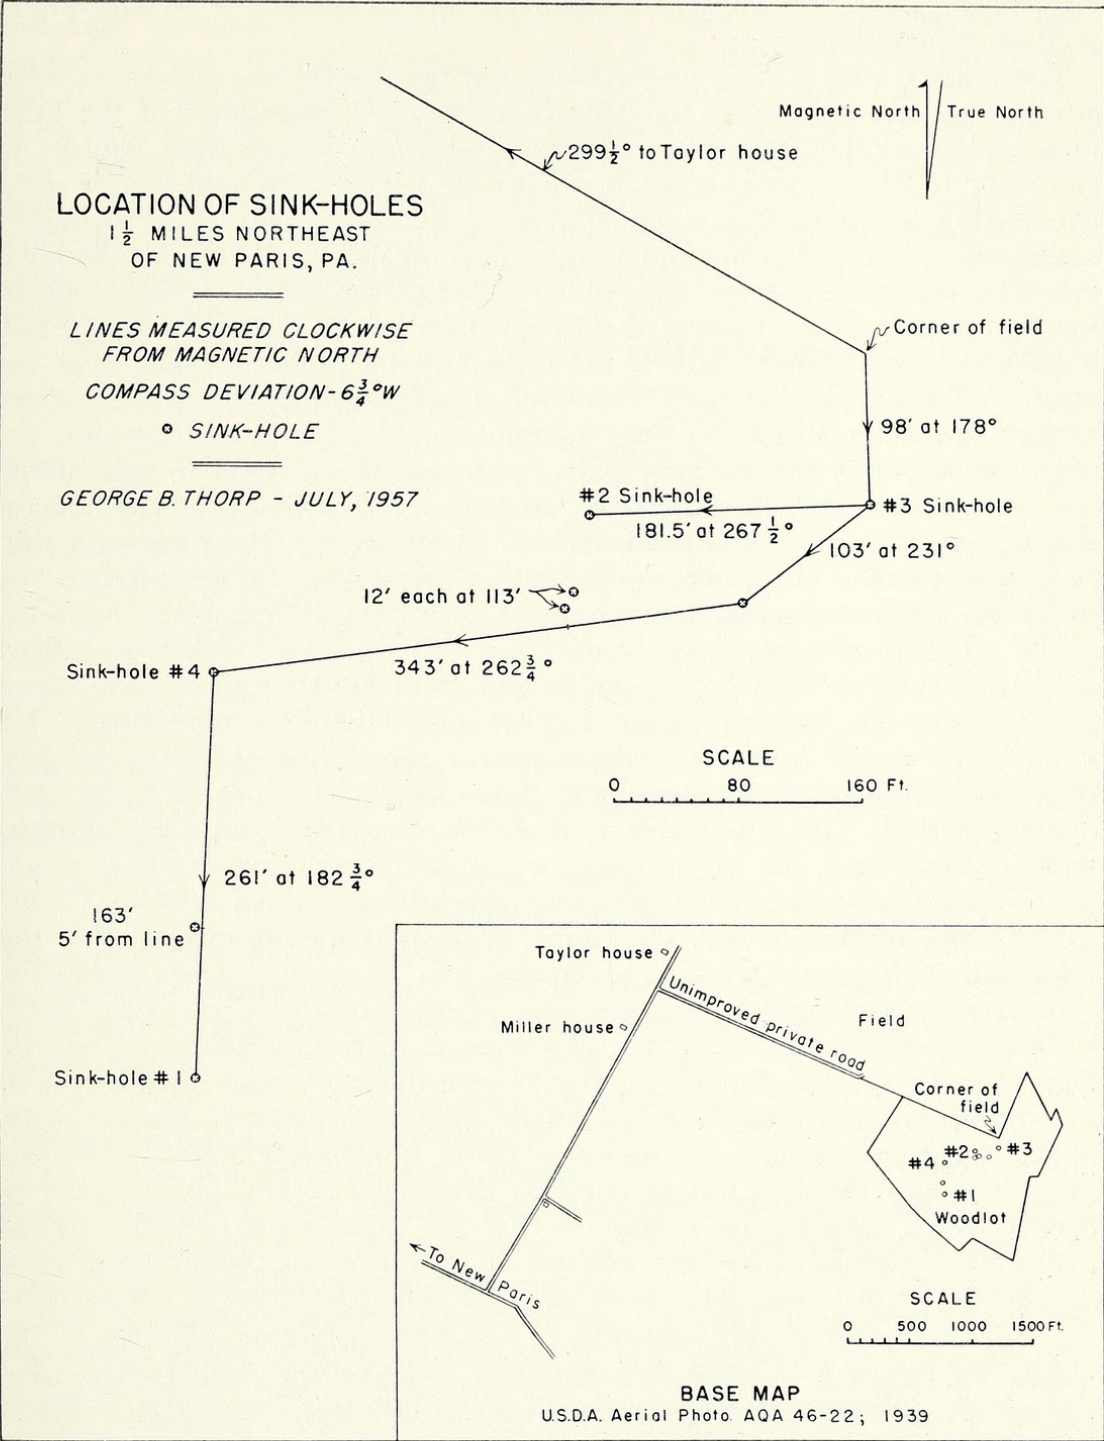 Magnetic North
True North
299½° to Taylor house
LOCATION OF SINK-HOLES
1½ MILES NORTHEAST
OF NEW PARIS, PA.
LINES MEASURED CLOCKWISE
FROM MAGNETIC NORTH
COMPASS DEVIATION-6¾°W
SINK-HOLE
GEORGE B. THORP - JULY, 1957
Corner of field
98' at 178°
#2 Sink-hole
#3 Sink-hole
181.5' at 267½°
103' at 231°
12' each at 113'
Sink-hole #4
343' at 262¾°
SCALE
0 80 160 Ft.
261' at 182¾°
163'
5' from line
Sink-hole #1
Taylor house
Unimproved private road
Miller house
Field
Corner of
field
#2
#3
#4
#1
Woodlot
To New Paris
SCALE
0 500 1000 1500 Ft.
BASE MAP
U.S.D.A. Aerial Photo. AQA 46-22; 1939